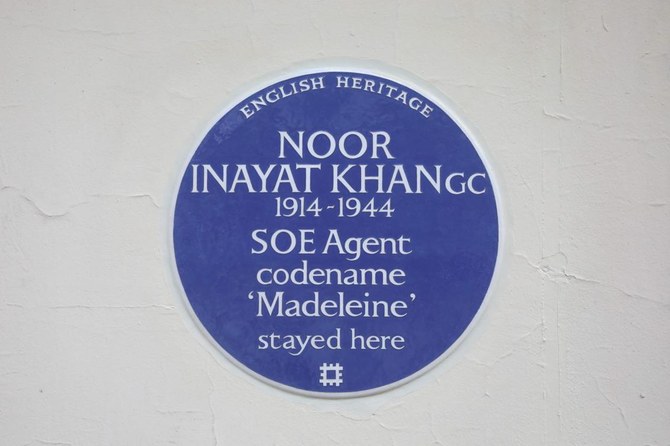 ENGLISH HERITAGE
NOOR
INAYAT KHAN GC
1914-1944
SOE Agent
codename
‘Madeleine’
stayed here